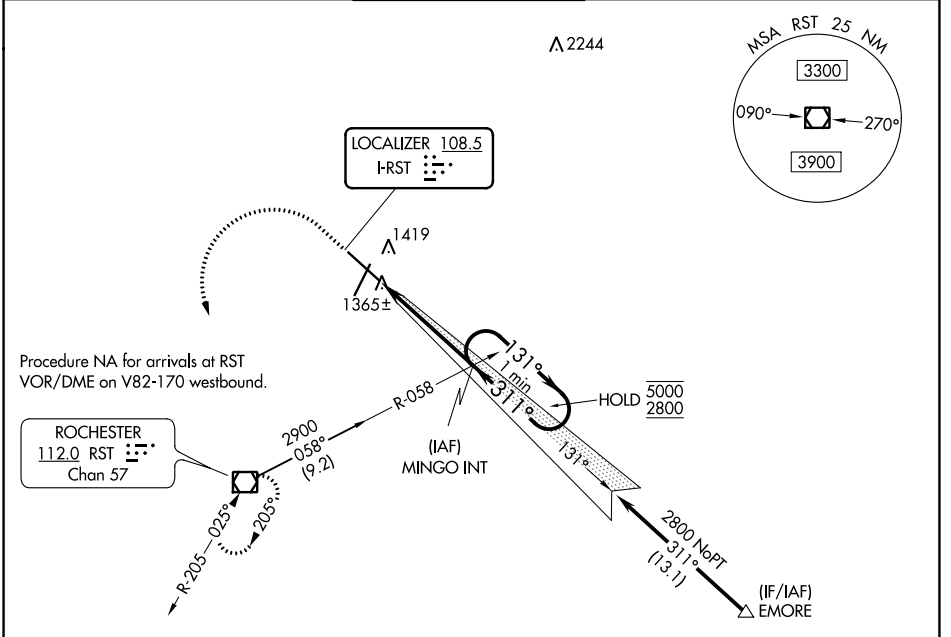 2244
MSA RST 25 NM
3300
090°
270°
3900
LOCALIZER 108.5
I-RST
1419
1365±
Procedure NA for arrivals at RST
VOR/DME on V82-170 westbound.
131°
1 min
311°
HOLD 5000
2800
R-058
2900
058°
(9.2)
(IAF)
MINGO INT
ROCHESTER
112.0 RST
Chan 57
131°
025°
205°
R-205
2800 NoPT
311°
(13.1)
(IF/IAF)
EMORE